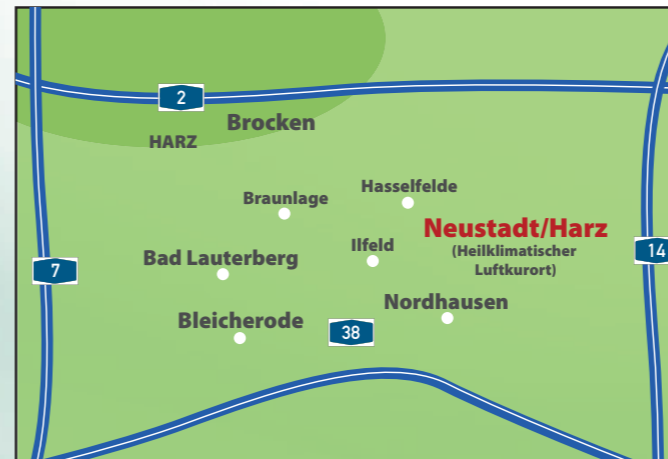 2
Brocken
HARZ
Hasselfelde
Braunlage
Neustadt/Harz
(Heilklimatischer
Luftkurort)
Ilfeld
14
Bad Lauterberg
7
Nordhausen
Bleicherode
38